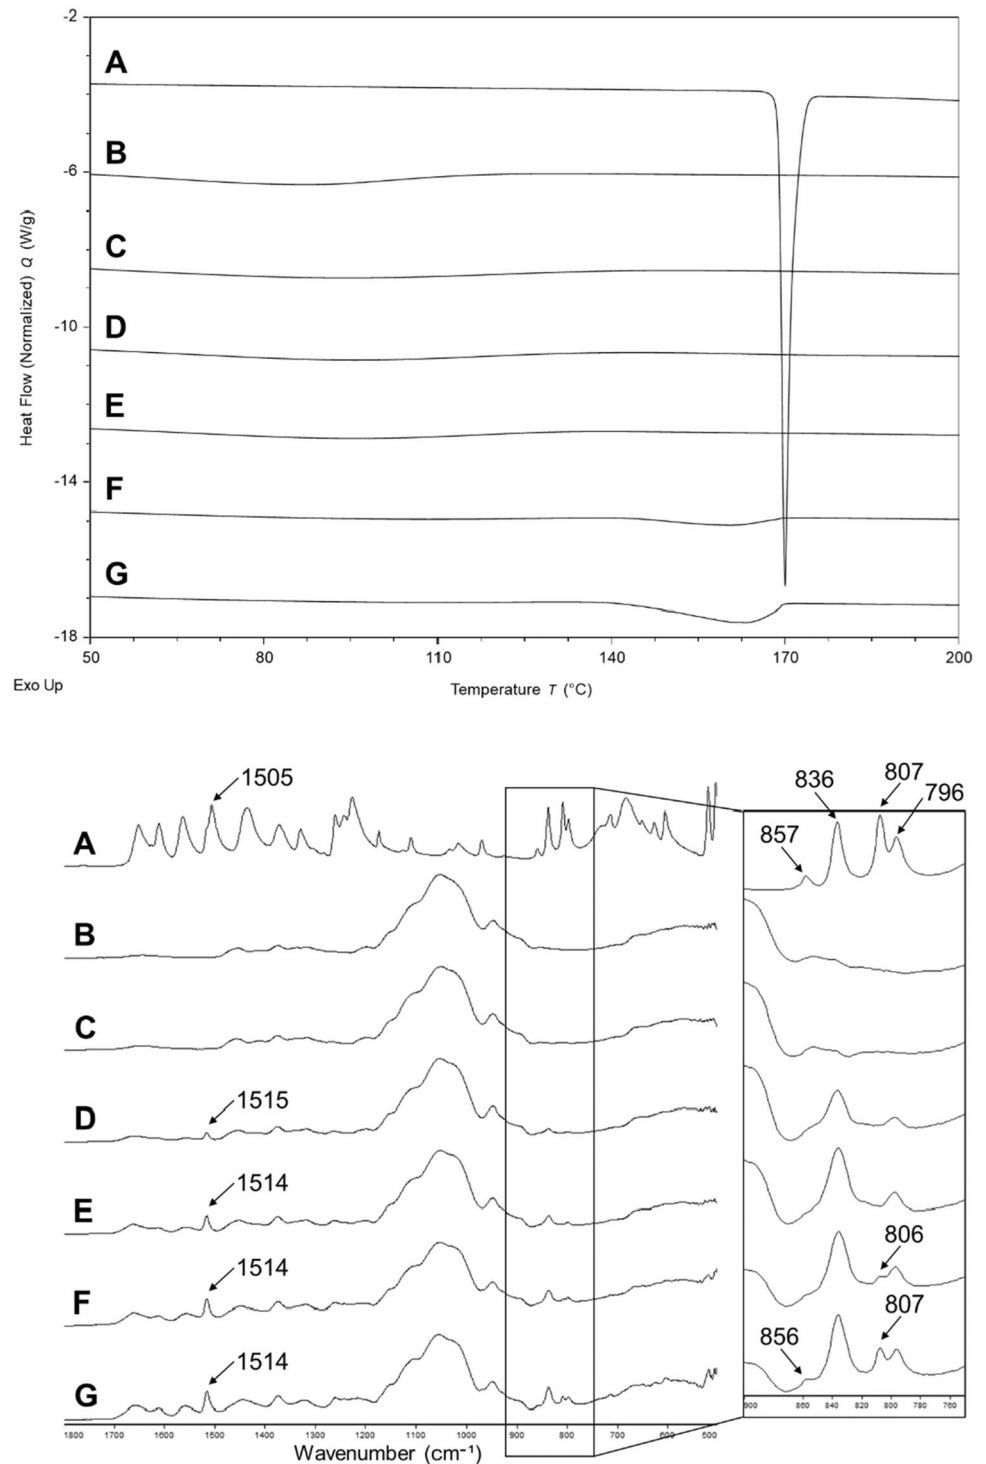 -2
A
B
-6
C
Heat Flow (Normalized) Q (W/g)
-10
D
E
-14
F
G
-18
50 80 110 140 170 200
Exo Up
Temperature T (°C)
1505
836 807 796
857
A
B
C
1515
D
1514
E
806
1514
F
807
856
1514
G
900 860 840 820 800 780 760
1800 1700 1600 1500 1400 1300 1200 1100 1000 900 800 700 600 500
Wavenumber (cm⁻¹)